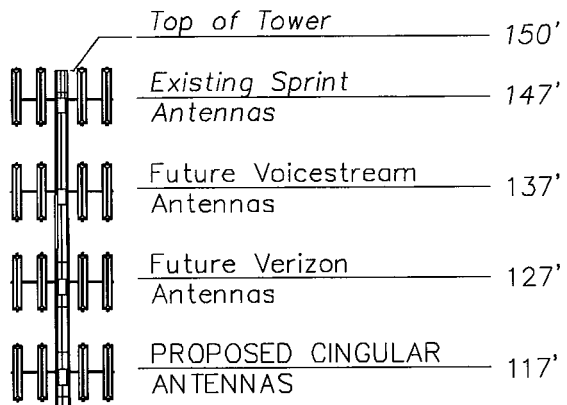 Top of Tower 150'
Existing Sprint 147'
Antennas
Future Voicestream 137'
Antennas
Future Verizon 127'
Antennas
PROPOSED CINGULAR 117'
ANTENNAS